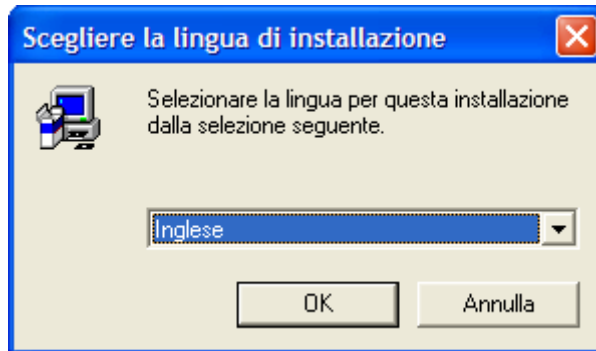 Scegliere la lingua di installazione
Selezionare la lingua per questa installazione
dalla selezione seguente.
Inglese
OK
Annulla